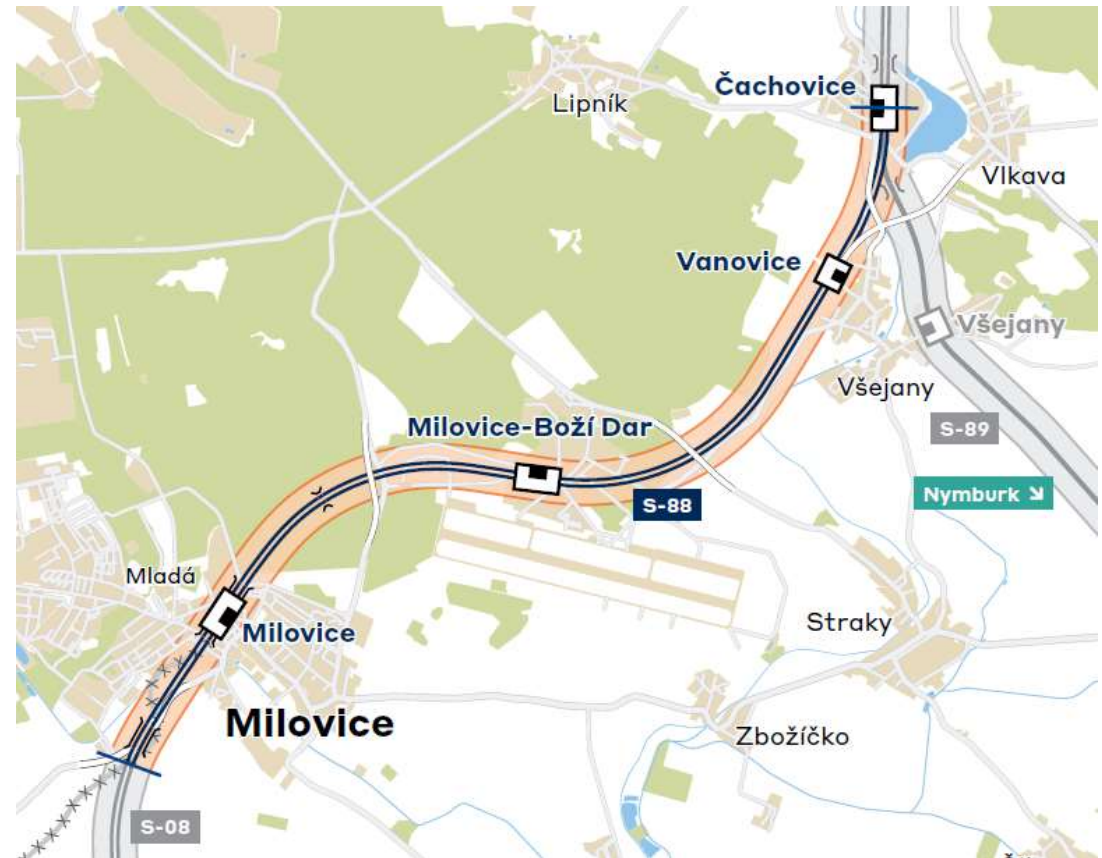 Čachovice
Lipník
Vlkava
Vanovice
Všejany
Všejany
Milovice-Boží Dar
S-89
Nymburk ⇘
S-88
Mladá
Milovice
Straky
Milovice
Zbožíčko
S-08